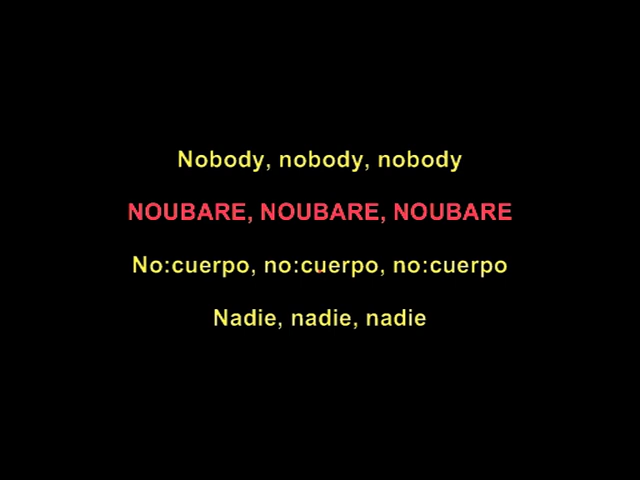 Nobody, nobody, nobody
NOUBARE, NOUBARE, NOUBARE
No:cuerpo, no:cuerpo, no:cuerpo
Nadie, nadie, nadie